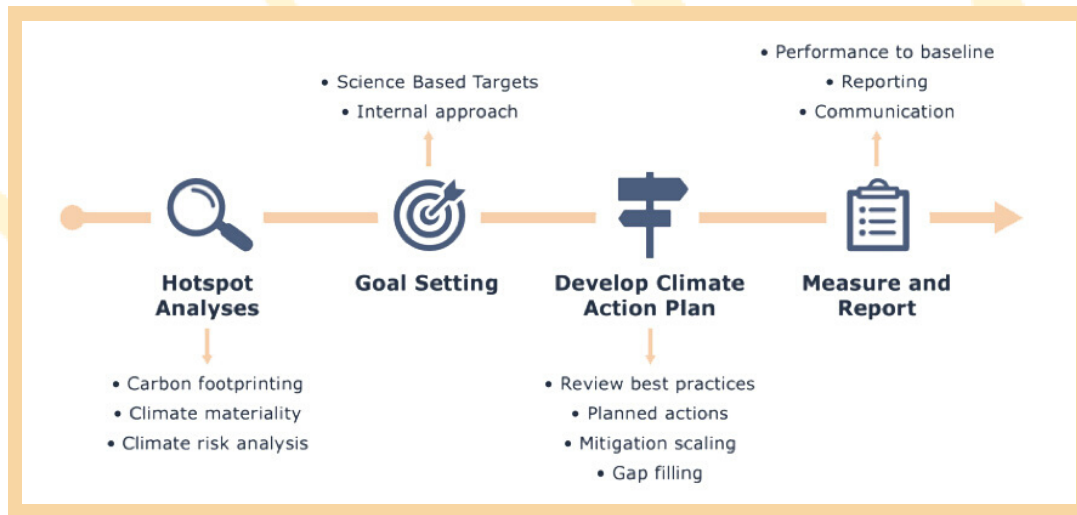 • Performance to baseline
• Reporting
• Communication
• Science Based Targets
• Internal approach
Hotspot
Analyses
Goal Setting
Develop Climate
Action Plan
Measure and
Report
• Carbon footprinting
• Climate materiality
• Climate risk analysis
• Review best practices
• Planned actions
• Mitigation scaling
• Gap filling